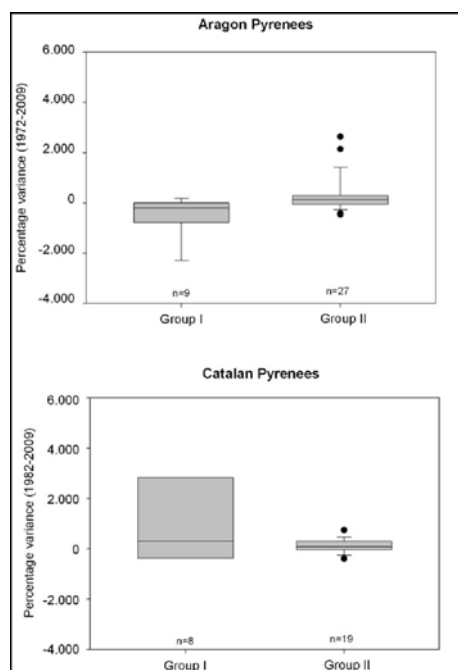 Aragon Pyrenees
6.000
4.000
2.000
0
-2.000
-4.000
Percentage variance (1972-2009)
n=9
n=27
Group I
Group II
Catalan Pyrenees
6.000
4.000
2.000
0
-2.000
-4.000
Percentage variance (1982-2009)
n=8
n=19
Group I
Group II